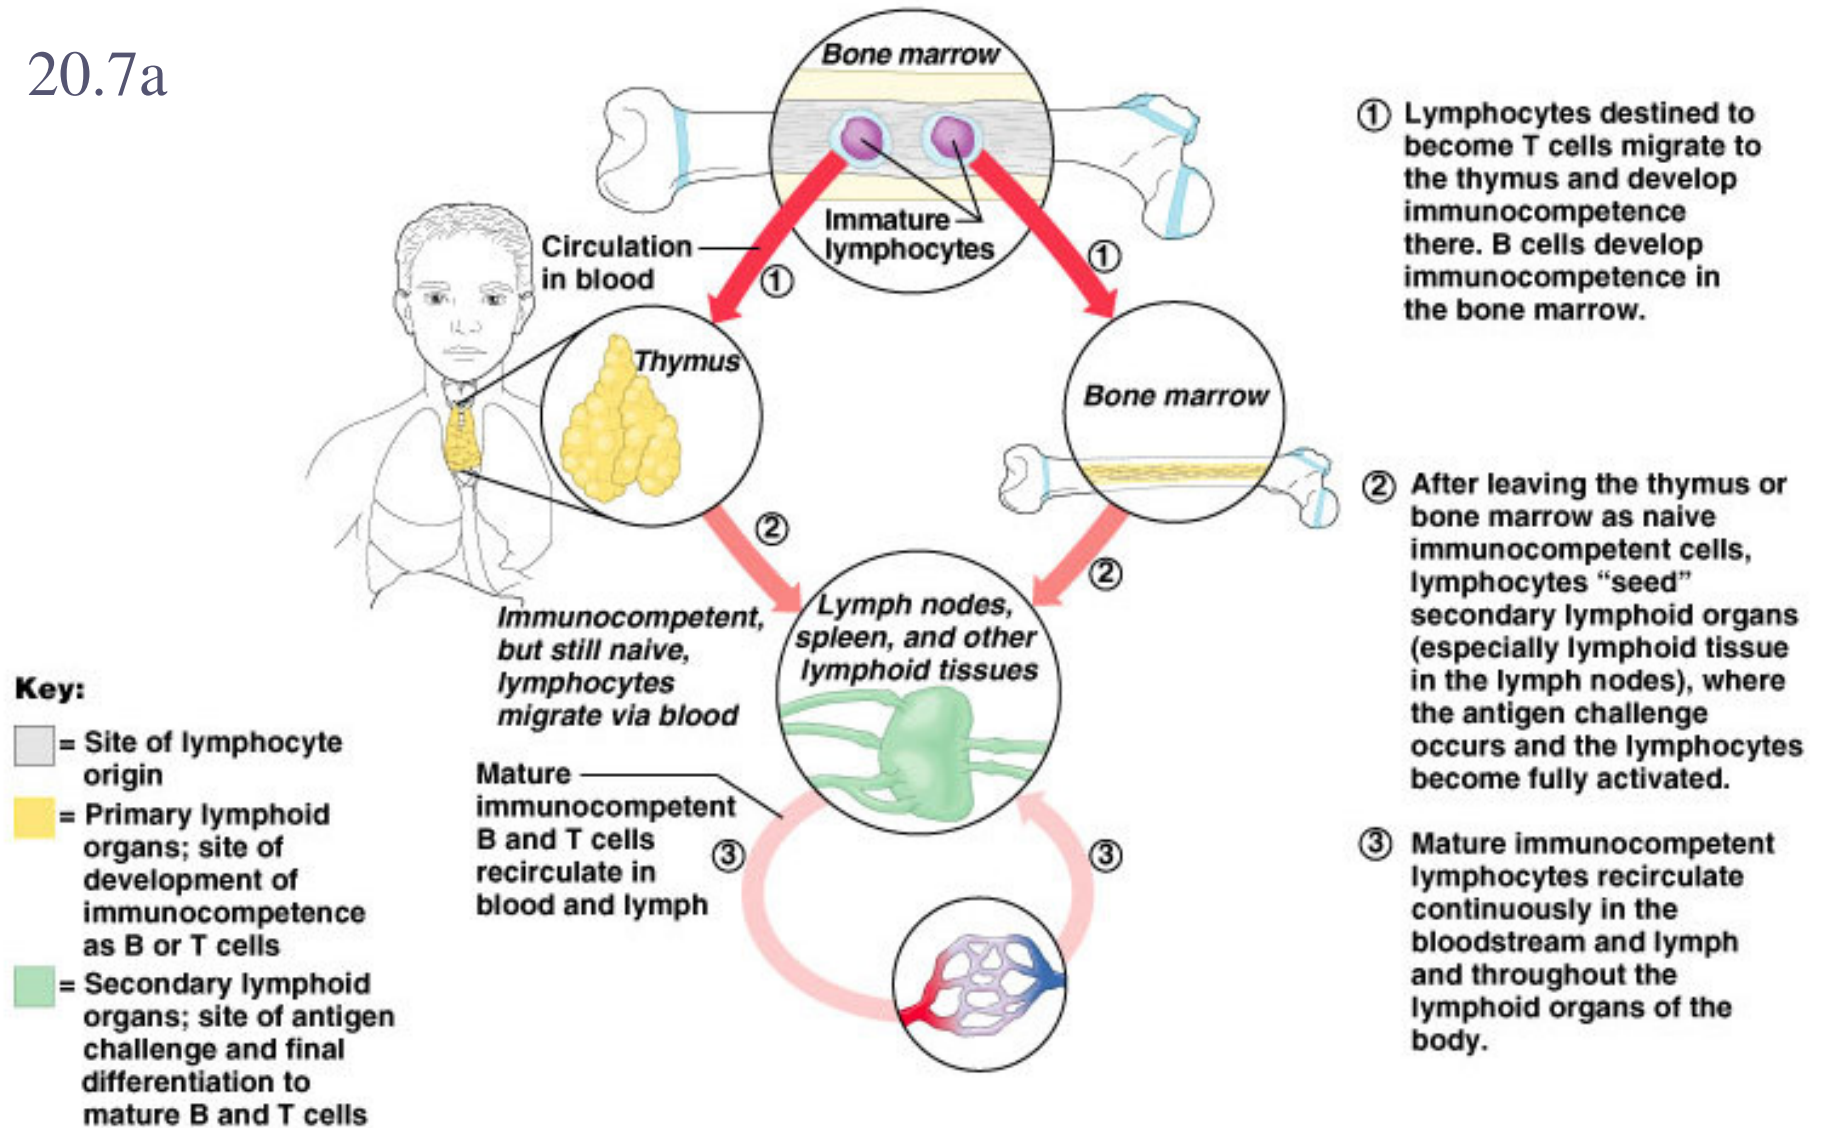 20.7a
Bone marrow
Immature
lymphocytes
Circulation
in blood
①
①
Thymus
Bone marrow
②
②
Immunocompetent,
but still naive,
lymphocytes
migrate via blood
Lymph nodes,
spleen, and other
lymphoid tissues
Mature
immunocompetent
B and T cells
recirculate in
blood and lymph
③
③
Key:
= Site of lymphocyte
origin
= Primary lymphoid
organs; site of
development of
immunocompetence
as B or T cells
= Secondary lymphoid
organs; site of antigen
challenge and final
differentiation to
mature B and T cells
① Lymphocytes destined to
become T cells migrate to
the thymus and develop
immunocompetence
there. B cells develop
immunocompetence in
the bone marrow.
② After leaving the thymus or
bone marrow as naive
immunocompetent cells,
lymphocytes “seed”
secondary lymphoid organs
(especially lymphoid tissue
in the lymph nodes), where
the antigen challenge
occurs and the lymphocytes
become fully activated.
③ Mature immunocompetent
lymphocytes recirculate
continuously in the
bloodstream and lymph
and throughout the
lymphoid organs of the
body.